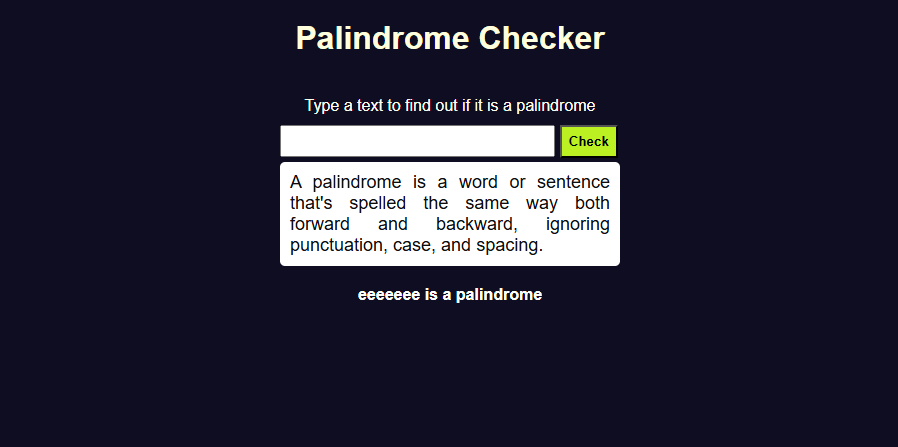 Palindrome Checker
Type a text to find out if it is a palindrome
Check
A palindrome is a word or sentence
that's spelled the same way both
forward and backward, ignoring
punctuation, case, and spacing.
eeeeeee is a palindrome